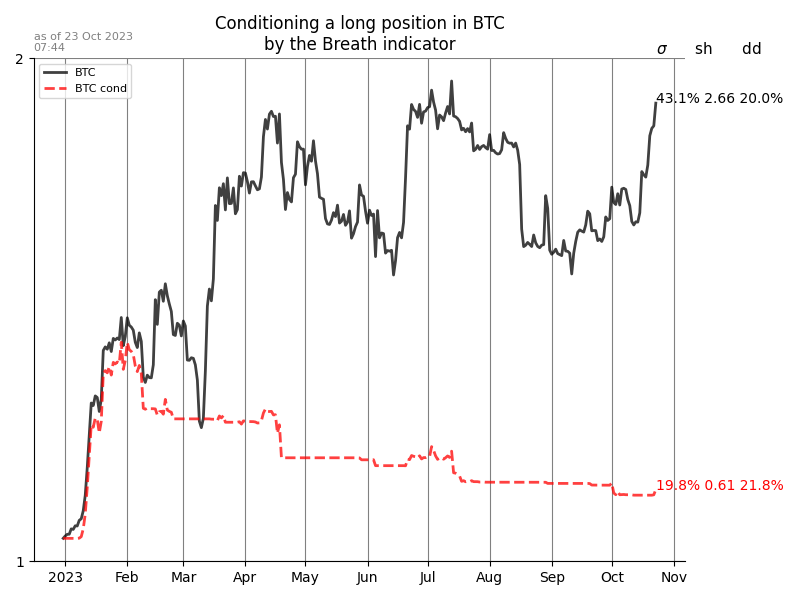 Conditioning a long position in BTC
by the Breath indicator
as of 23 Oct 2023
07:44
σ sh dd
2
BTC
BTC cond
43.1% 2.66 20.0%
19.8% 0.61 21.8%
1
2023 Feb Mar Apr May Jun Jul Aug Sep Oct Nov